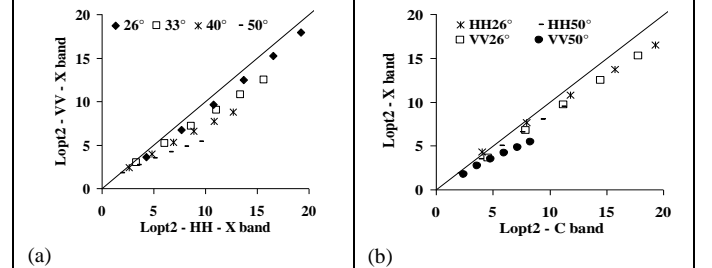 ◆ 26° □ 33° ж 40° - 50°
20
15
10
5
0
0 5 10 15 20
Lopt2 - VV - X band
Lopt2 - HH - X band
(a)
ж HH26° - HH50°
□ VV26° ● VV50°
20
15
10
5
0
0 5 10 15 20
Lopt2 - X band
Lopt2 - C band
(b)